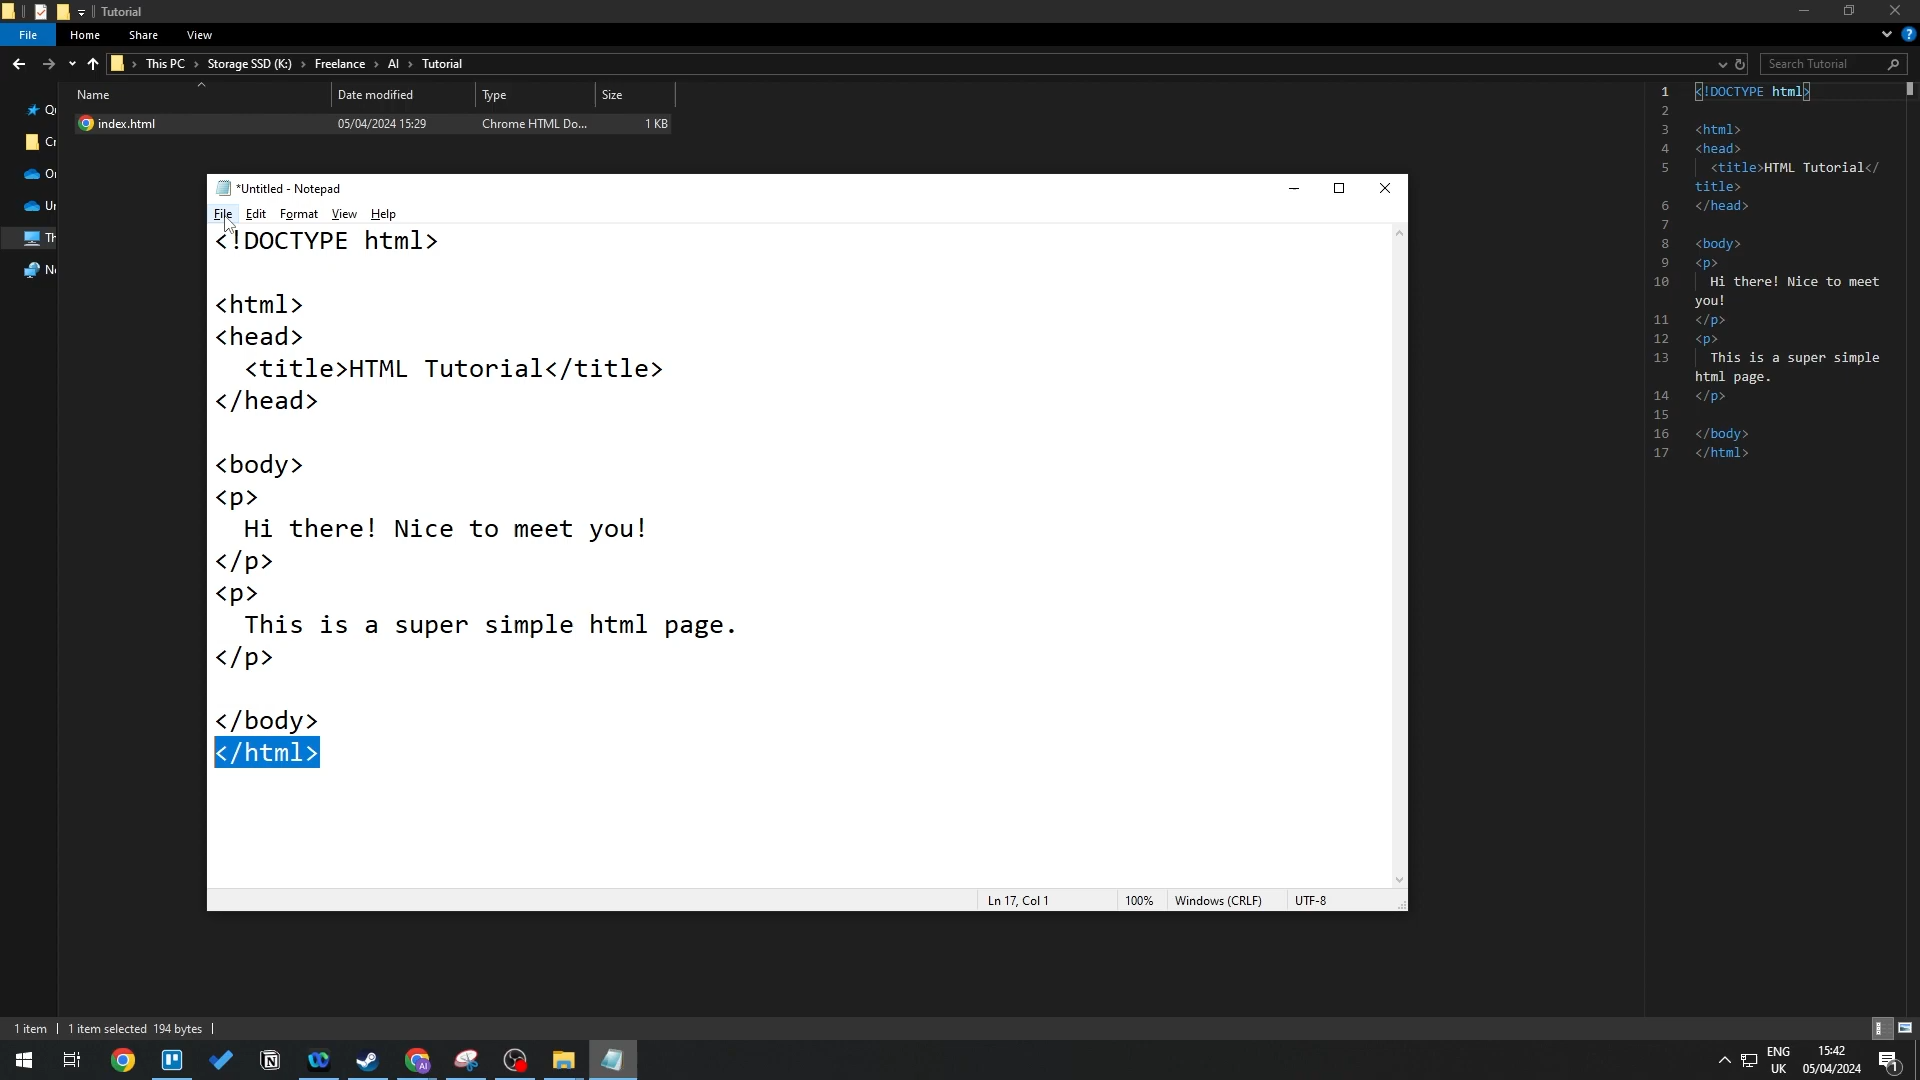 Tutorial
File Home Share View
This PC > Storage SSD (K:) > Freelance > AI > Tutorial
Search Tutorial
Name Date modified Type Size
index.html 05/04/2024 15:29 Chrome HTML Do... 1 KB
*Untitled - Notepad
File Edit Format View Help
<!DOCTYPE html>
<html>
<head>
<title>HTML Tutorial</title>
</head>
<body>
<p>
Hi there! Nice to meet you!
</p>
<p>
This is a super simple html page.
</p>
</body>
</html>
Ln 17, Col 1 100% Windows (CRLF) UTF-8
1 <!DOCTYPE html>
2
3 <html>
4 <head>
5 <title>HTML Tutorial</
title>
6 </head>
7
8 <body>
9 <p>
10 Hi there! Nice to meet
you!
11 </p>
12 <p>
13 This is a super simple
html page.
14 </p>
15
16 </body>
17 </html>
1 item 1 item selected 194 bytes
ENG
UK
15:42
05/04/2024
1